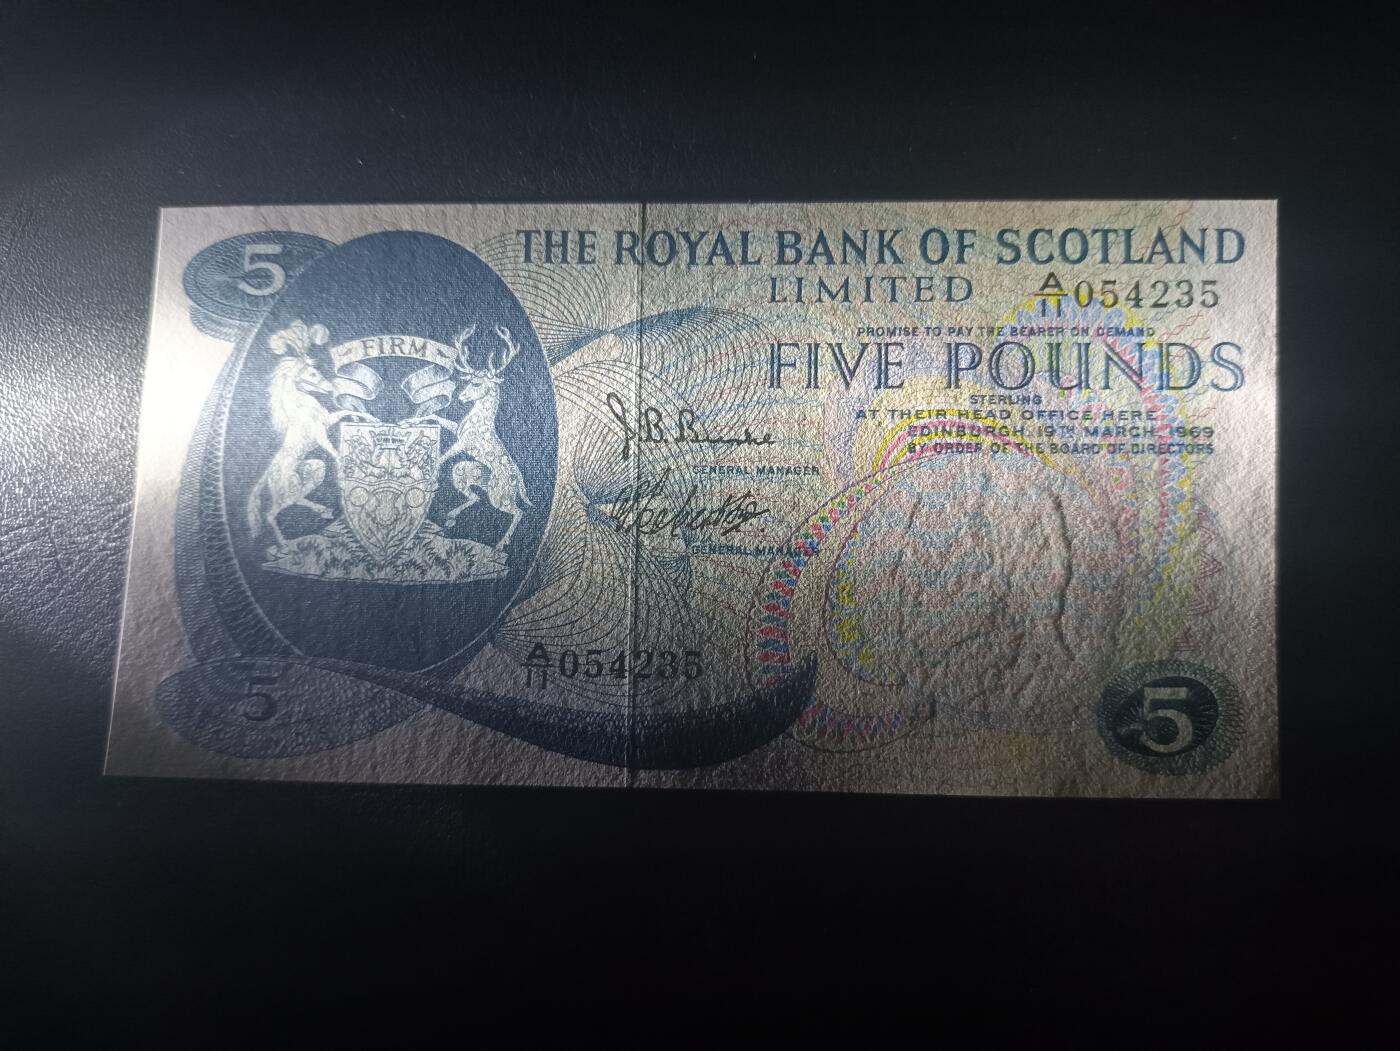 5
THE ROYAL BANK OF SCOTLAND
LIMITED
A/11 054235
PROMISE TO PAY THE BEARER ON DEMAND
FIRM
FIVE POUNDS
STERLING
AT THEIR HEAD OFFICE HERE
EDINBURGH, 19TH MARCH, 1969
BY ORDER OF THE BOARD OF DIRECTORS
J. B. Burke
GENERAL MANAGER
GENERAL MANAGER
A/11 054235
5
5